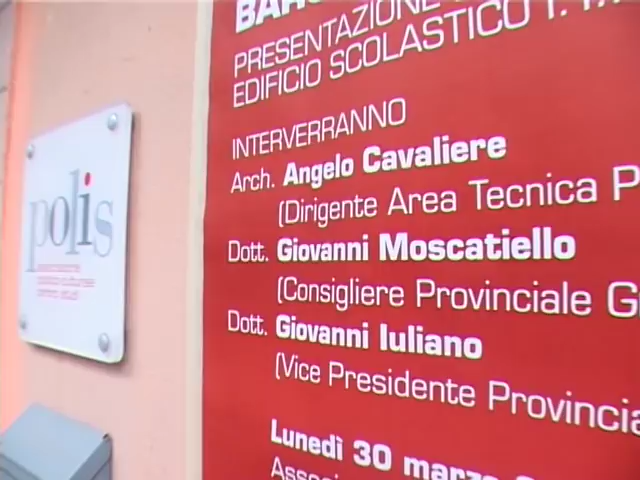 PRESENTAZIONE
EDIFICIO SCOLASTICO
INTERVERRANNO
Arch. Angelo Cavaliere
(Dirigente Area Tecnica P
Dott. Giovanni Moscatiello
(Consigliere Provinciale G
Dott. Giovanni Iuliano
(Vice Presidente Provincia
Lunedì 30 marzo
polis